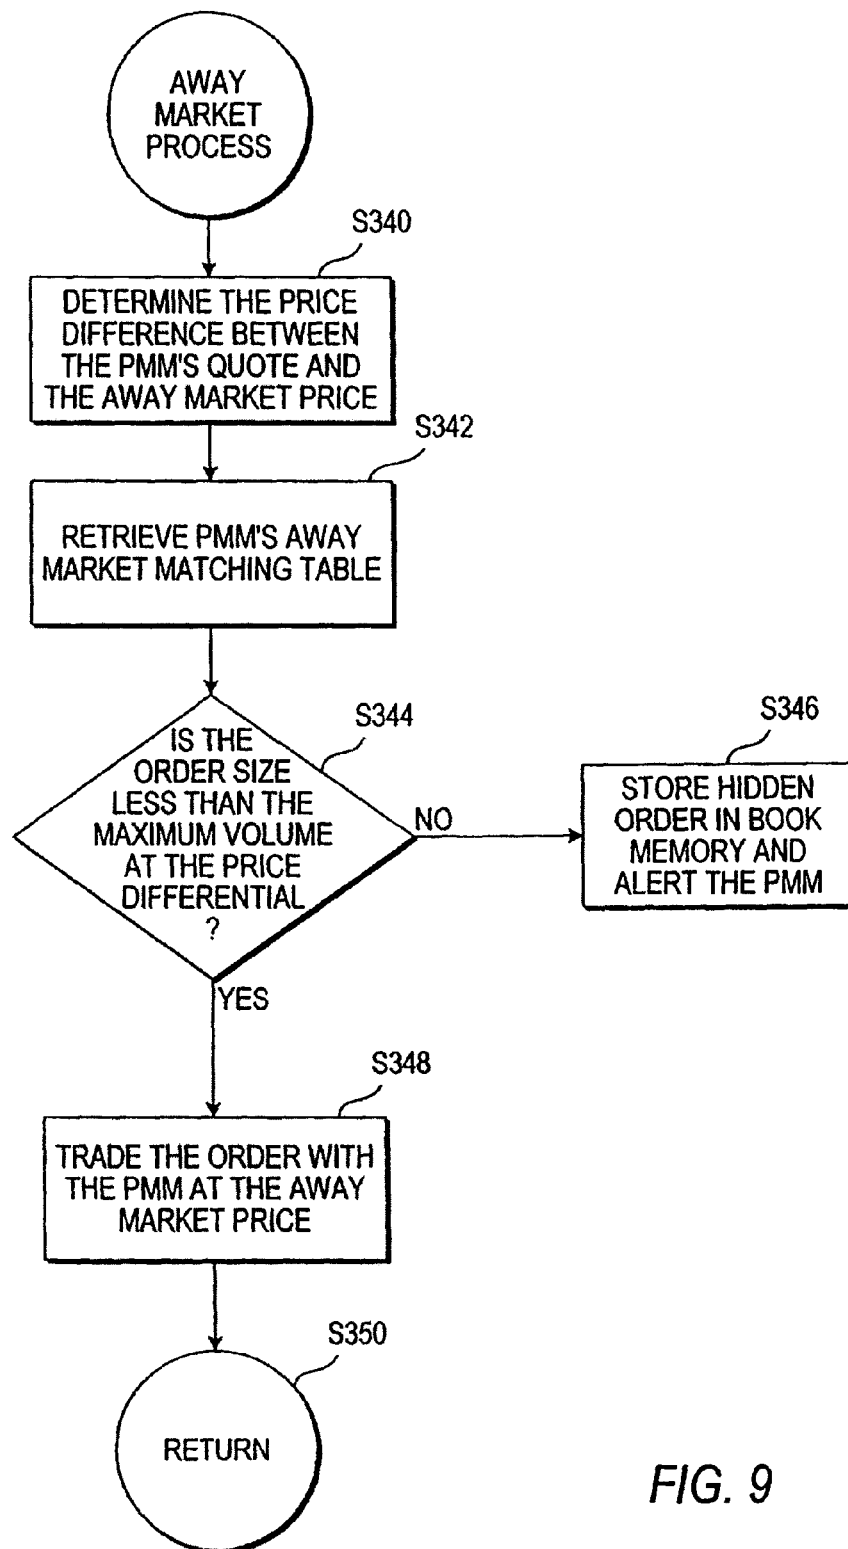 AWAY
MARKET
PROCESS
S340
DETERMINE THE PRICE
DIFFERENCE BETWEEN
THE PMM'S QUOTE AND
THE AWAY MARKET PRICE
S342
RETRIEVE PMM'S AWAY
MARKET MATCHING TABLE
S344
IS THE
ORDER SIZE
LESS THAN THE
MAXIMUM VOLUME
AT THE PRICE
DIFFERENTIAL
?
NO
S346
STORE HIDDEN
ORDER IN BOOK
MEMORY AND
ALERT THE PMM
YES
S348
TRADE THE ORDER WITH
THE PMM AT THE AWAY
MARKET PRICE
S350
RETURN
FIG. 9